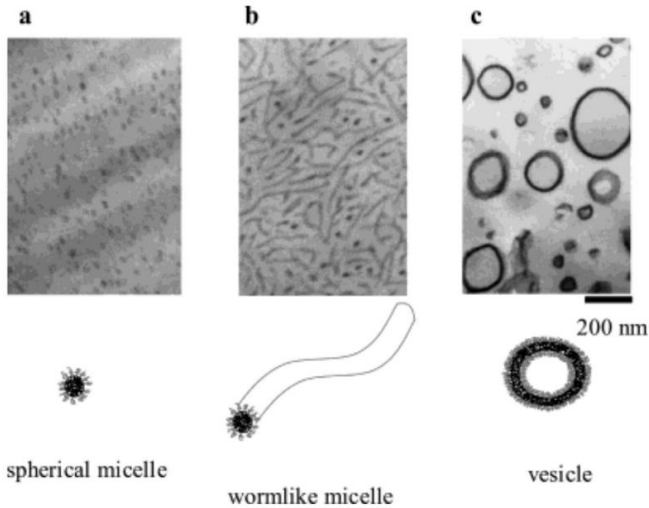 a
b
c
200 nm
spherical micelle
wormlike micelle
vesicle